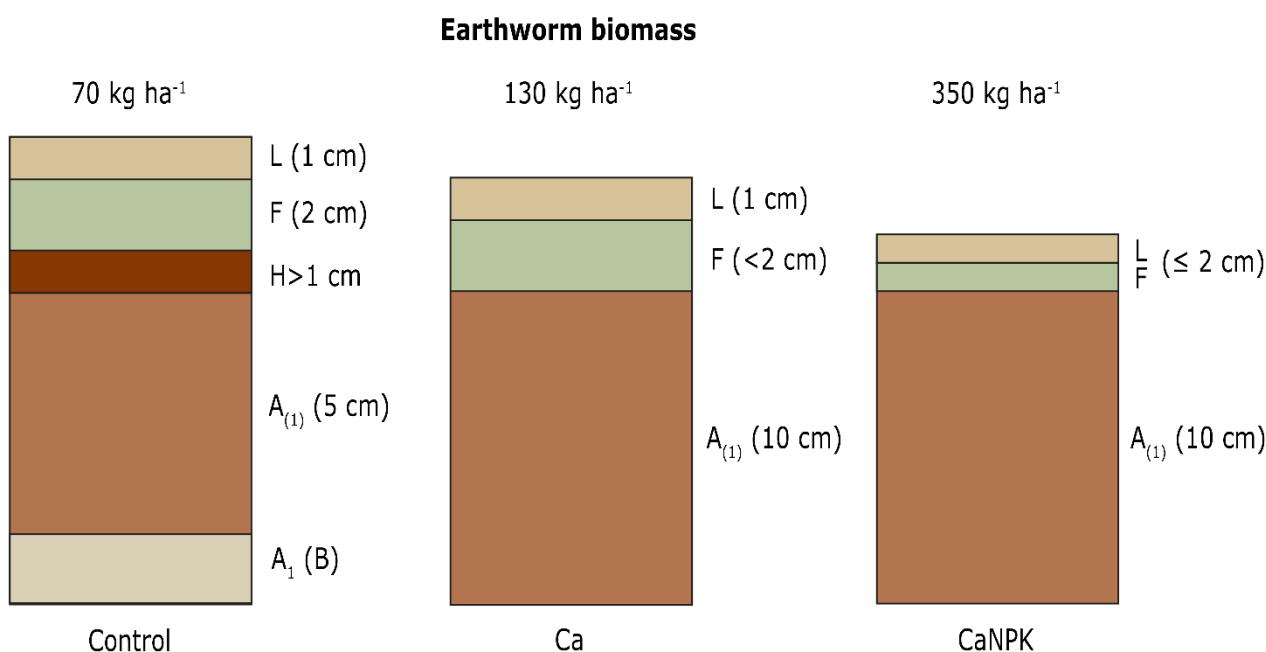 Earthworm biomass
70 kg ha⁻¹
130 kg ha⁻¹
350 kg ha⁻¹
L (1 cm)
F (2 cm)
H>1 cm
A₍₁₎ (5 cm)
A₁ (B)
Control
L (1 cm)
F (<2 cm)
A₍₁₎ (10 cm)
Ca
L
F
(≤ 2 cm)
A₍₁₎ (10 cm)
CaNPK